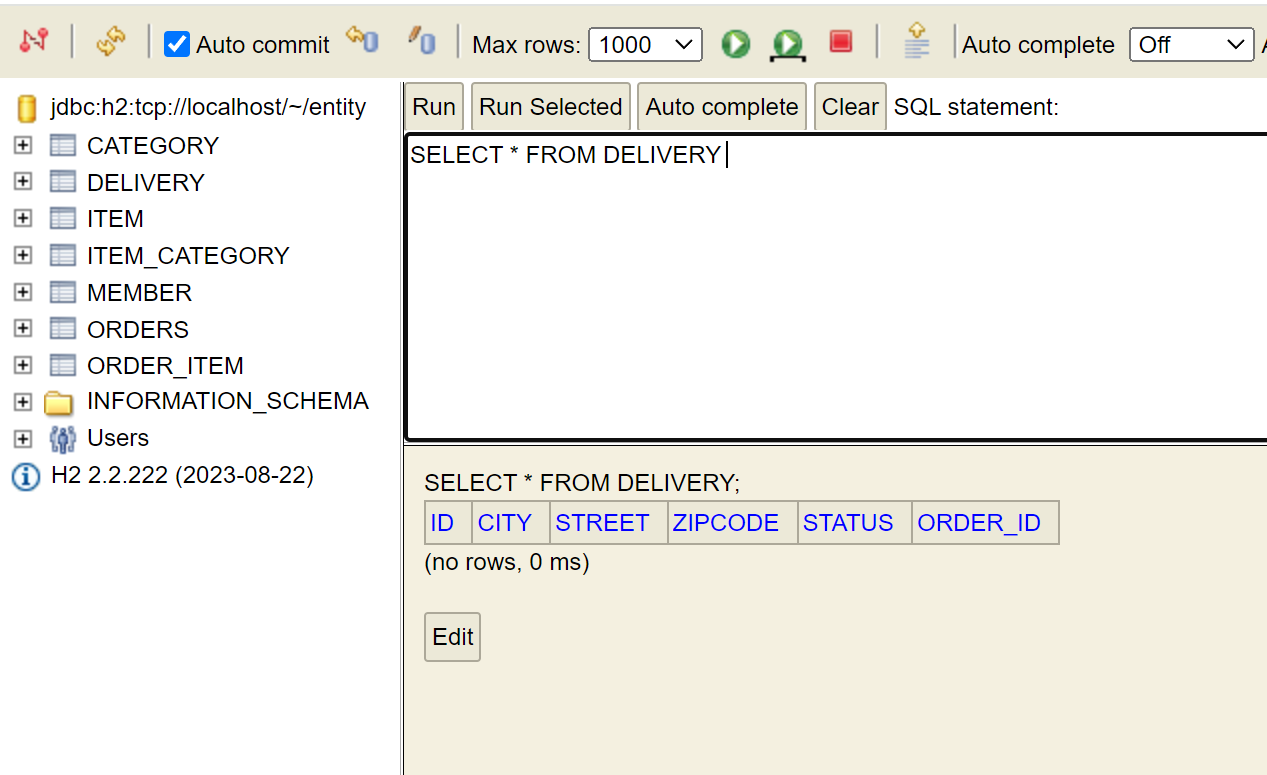 Auto commit Max rows: 1000 Auto complete Off A
jdbc:h2:tcp://localhost/~/entity
CATEGORY
DELIVERY
ITEM
ITEM_CATEGORY
MEMBER
ORDERS
ORDER_ITEM
INFORMATION_SCHEMA
Users
H2 2.2.222 (2023-08-22)
Run Run Selected Auto complete Clear SQL statement:
SELECT * FROM DELIVERY
SELECT * FROM DELIVERY;
ID CITY STREET ZIPCODE STATUS ORDER_ID
(no rows, 0 ms)
Edit